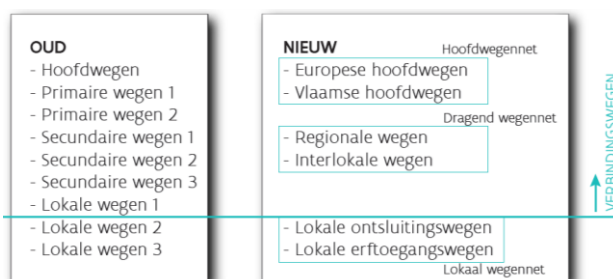 OUD
- Hoofdwegen
- Primaire wegen 1
- Primaire wegen 2
- Secundaire wegen 1
- Secundaire wegen 2
- Secundaire wegen 3
- Lokale wegen 1
- Lokale wegen 2
- Lokale wegen 3
NIEUW
Hoofdwegennet
- Europese hoofdwegen
- Vlaamse hoofdwegen
Dragend wegennet
- Regionale wegen
- Interlokale wegen
- Lokale ontsluitingswegen
- Lokale erftoegangswegen
Lokaal wegennet
VERBINDINGSWEGEN